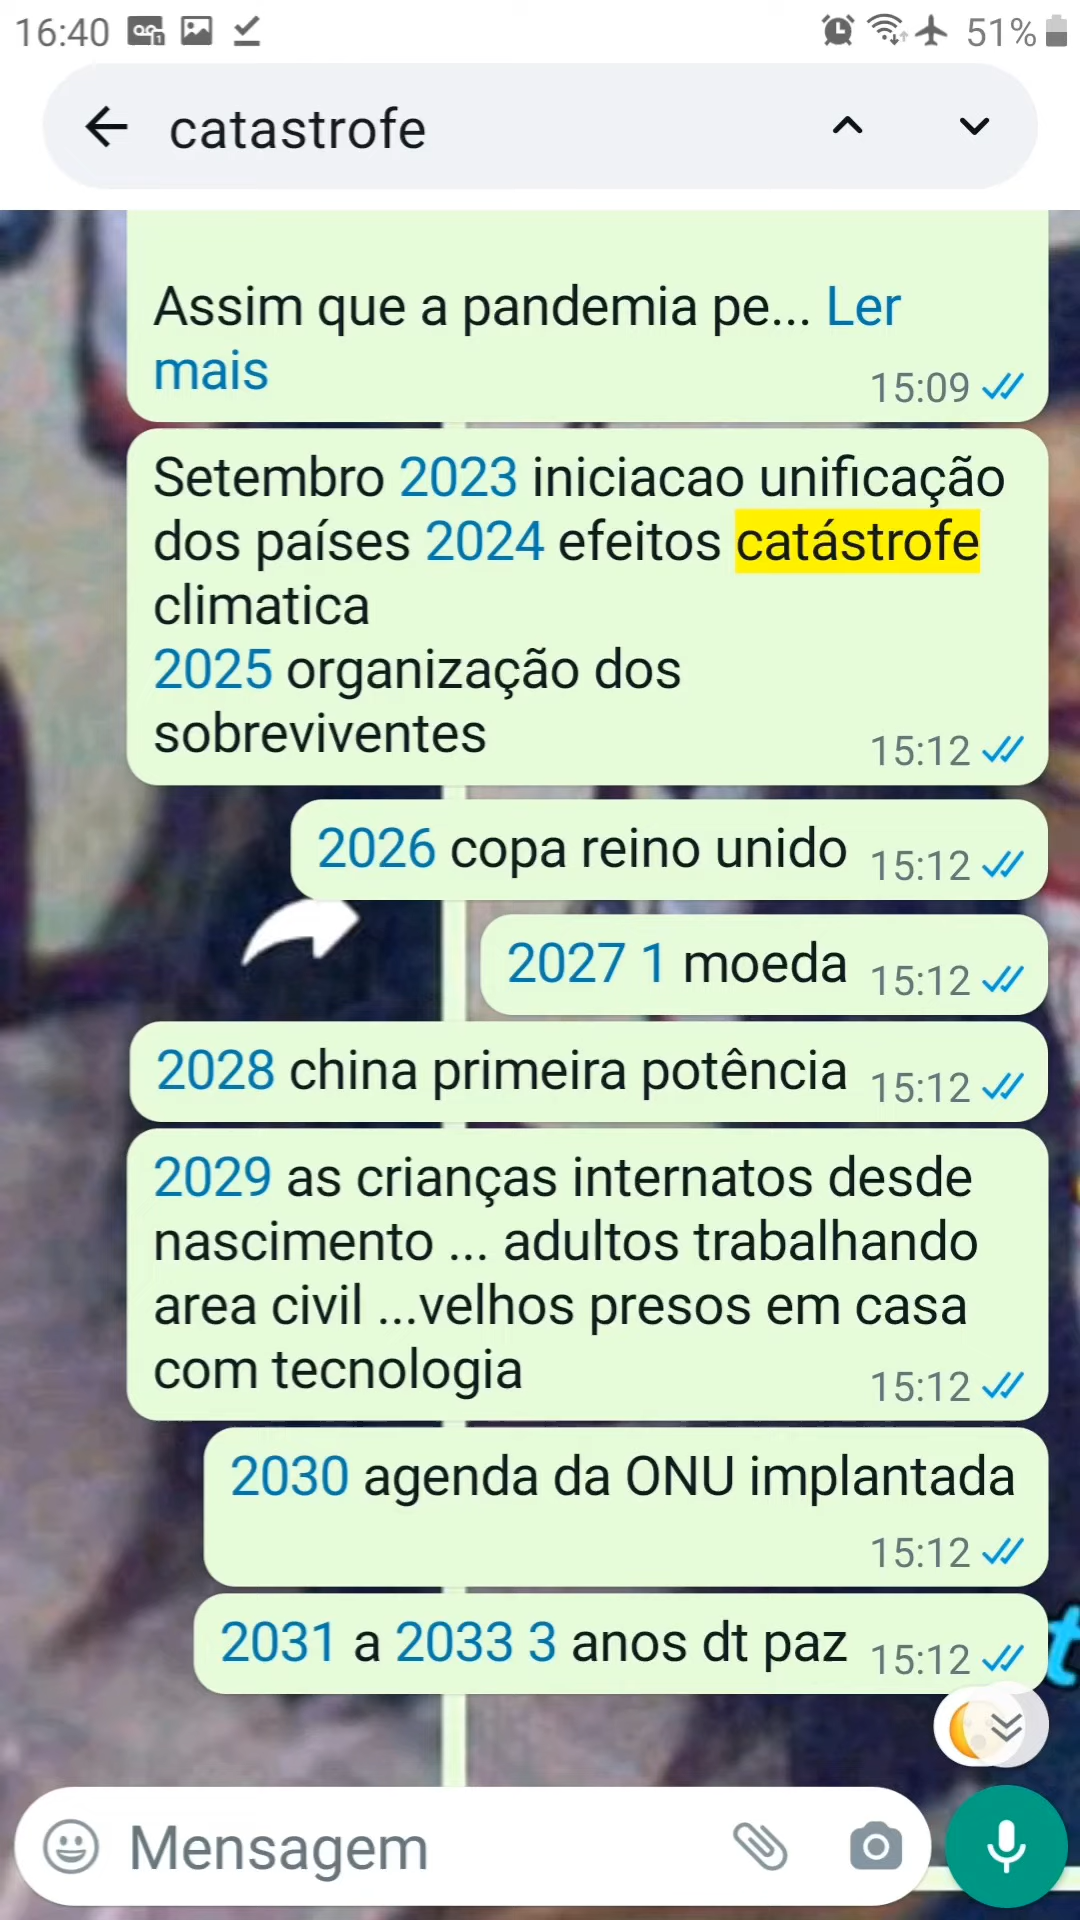 16:40
51%
catastrofe
Assim que a pandemia pe... Ler
mais
15:09
Setembro 2023 iniciacao unificação
dos países 2024 efeitos catástrofe
climatica
2025 organização dos
sobreviventes
15:12
2026 copa reino unido 15:12
2027 1 moeda 15:12
2028 china primeira potência 15:12
2029 as crianças internatos desde
nascimento ... adultos trabalhando
area civil ...velhos presos em casa
com tecnologia
15:12
2030 agenda da ONU implantada
15:12
2031 a 2033 3 anos dt paz 15:12
t
Mensagem